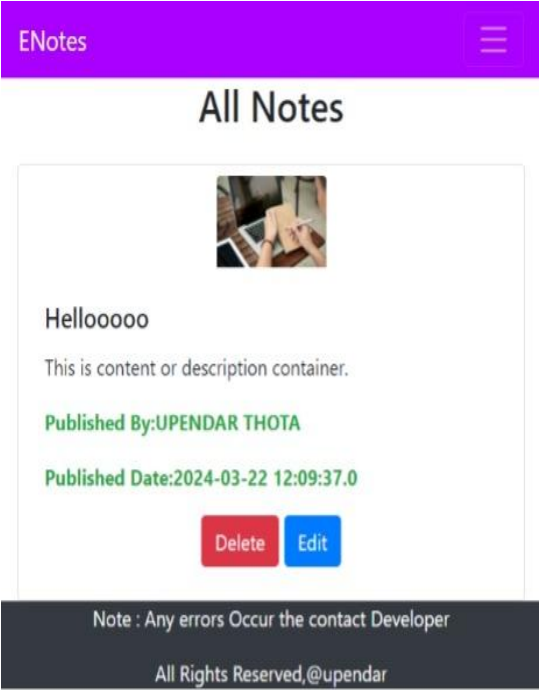 ENotes
All Notes
Hellooooo
This is content or description container.
Published By:UPENDAR THOTA
Published Date:2024-03-22 12:09:37.0
Delete Edit
Note : Any errors Occur the contact Developer
All Rights Reserved,@upendar